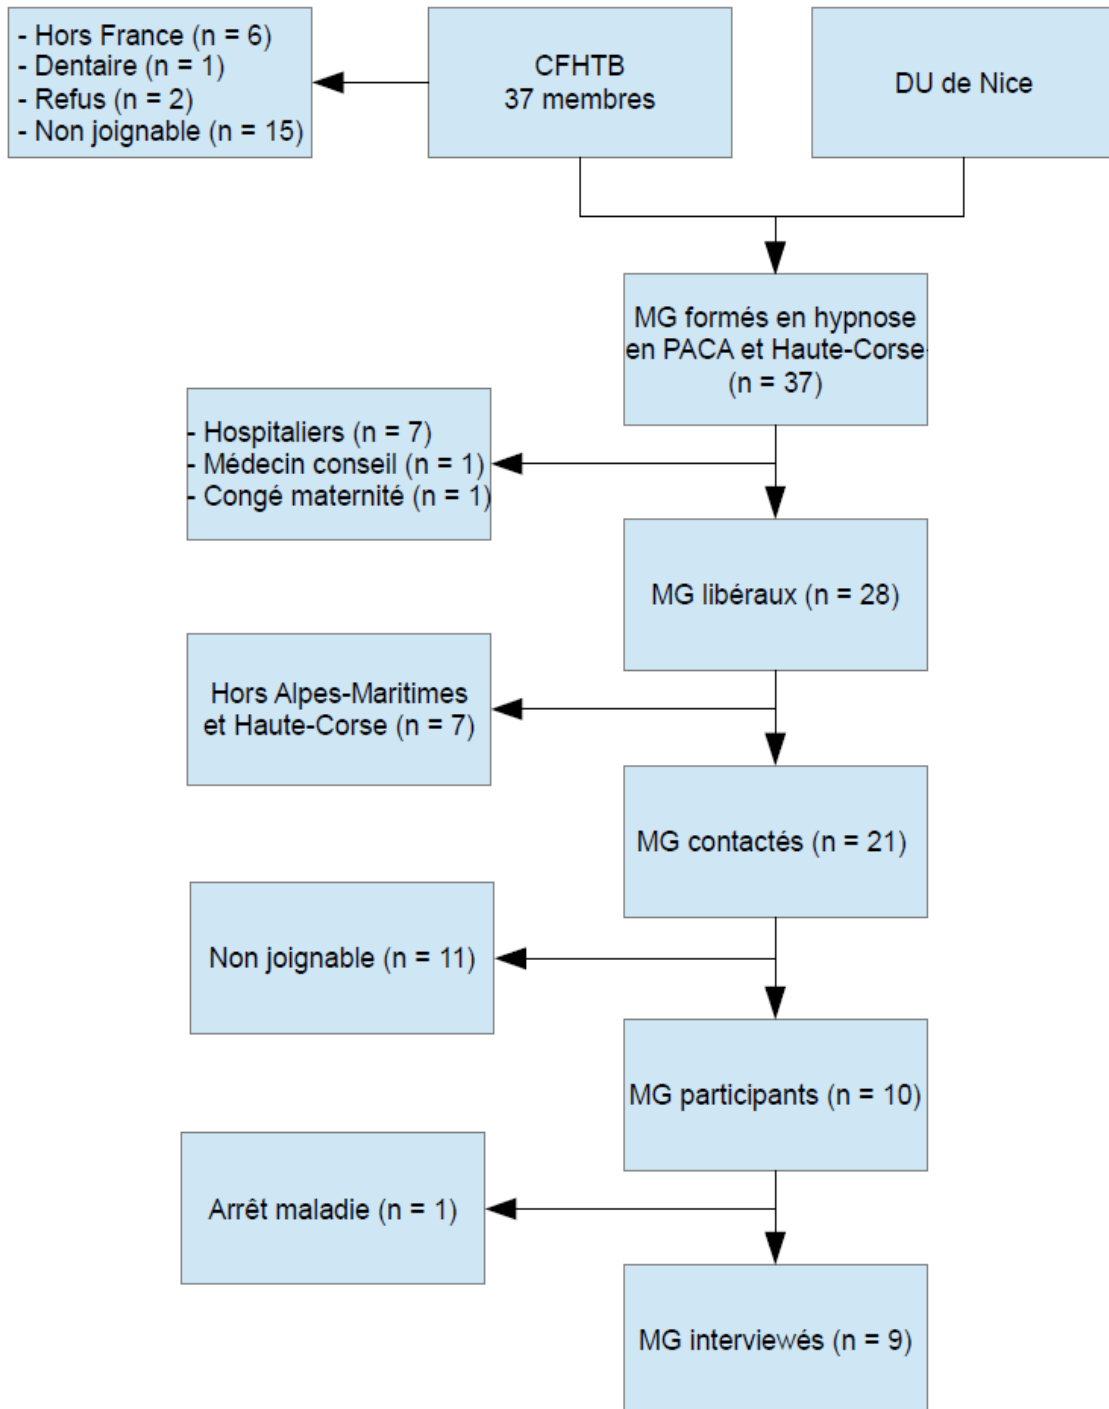 - Hors France (n = 6)
- Dentaire (n = 1)
- Refus (n = 2)
- Non joignable (n = 15)
CFHTB
37 membres
DU de Nice
MG formés en hypnose
en PACA et Haute-Corse
(n = 37)
- Hospitaliers (n = 7)
- Médecin conseil (n = 1)
- Congé maternité (n = 1)
MG libéraux (n = 28)
Hors Alpes-Maritimes
et Haute-Corse (n = 7)
MG contactés (n = 21)
Non joignable (n = 11)
MG participants (n = 10)
Arrêt maladie (n = 1)
MG interviewés (n = 9)